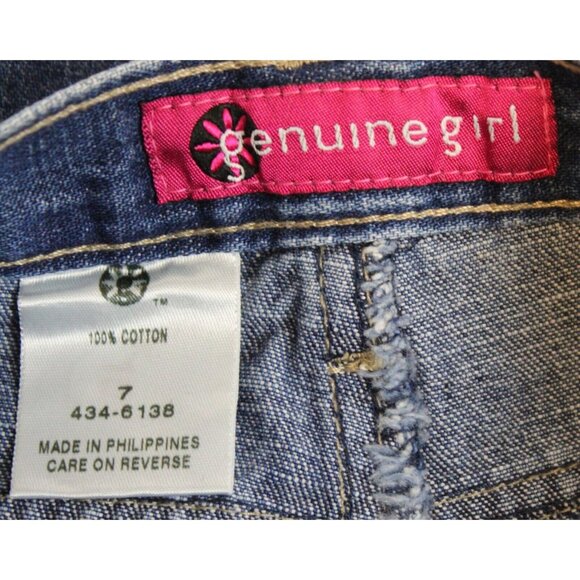 genuine girl
TM
100% COTTON
7
434-6138
MADE IN PHILIPPINES
CARE ON REVERSE